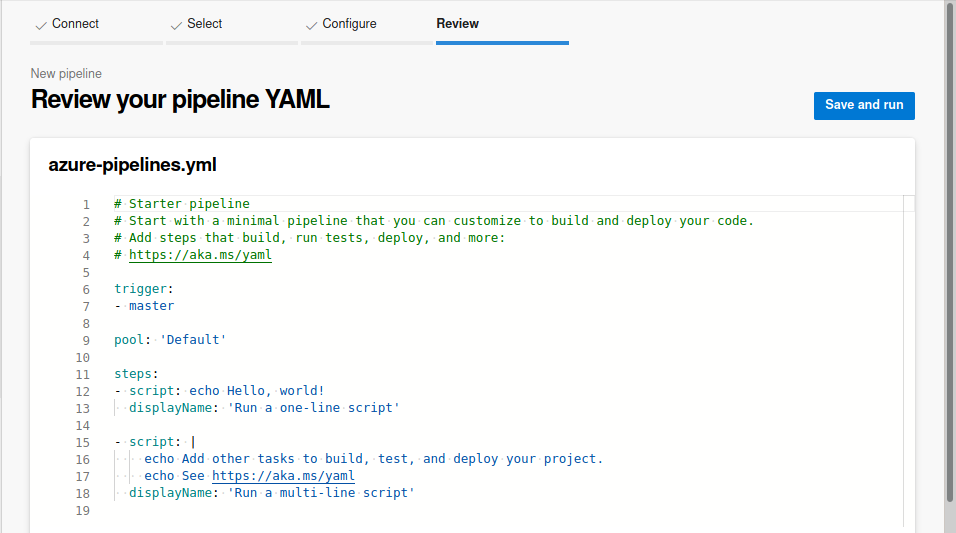 Connect Select Configure Review
New pipeline
Review your pipeline YAML
Save and run
azure-pipelines.yml
1 # Starter pipeline
2 # Start with a minimal pipeline that you can customize to build and deploy your code.
3 # Add steps that build, run tests, deploy, and more:
4 # https://aka.ms/yaml
5
6 trigger:
7 - master
8
9 pool: 'Default'
10
11 steps:
12 - script: echo Hello, world!
13   displayName: 'Run a one-line script'
14
15 - script: |
16     echo Add other tasks to build, test, and deploy your project.
17     echo See https://aka.ms/yaml
18   displayName: 'Run a multi-line script'
19